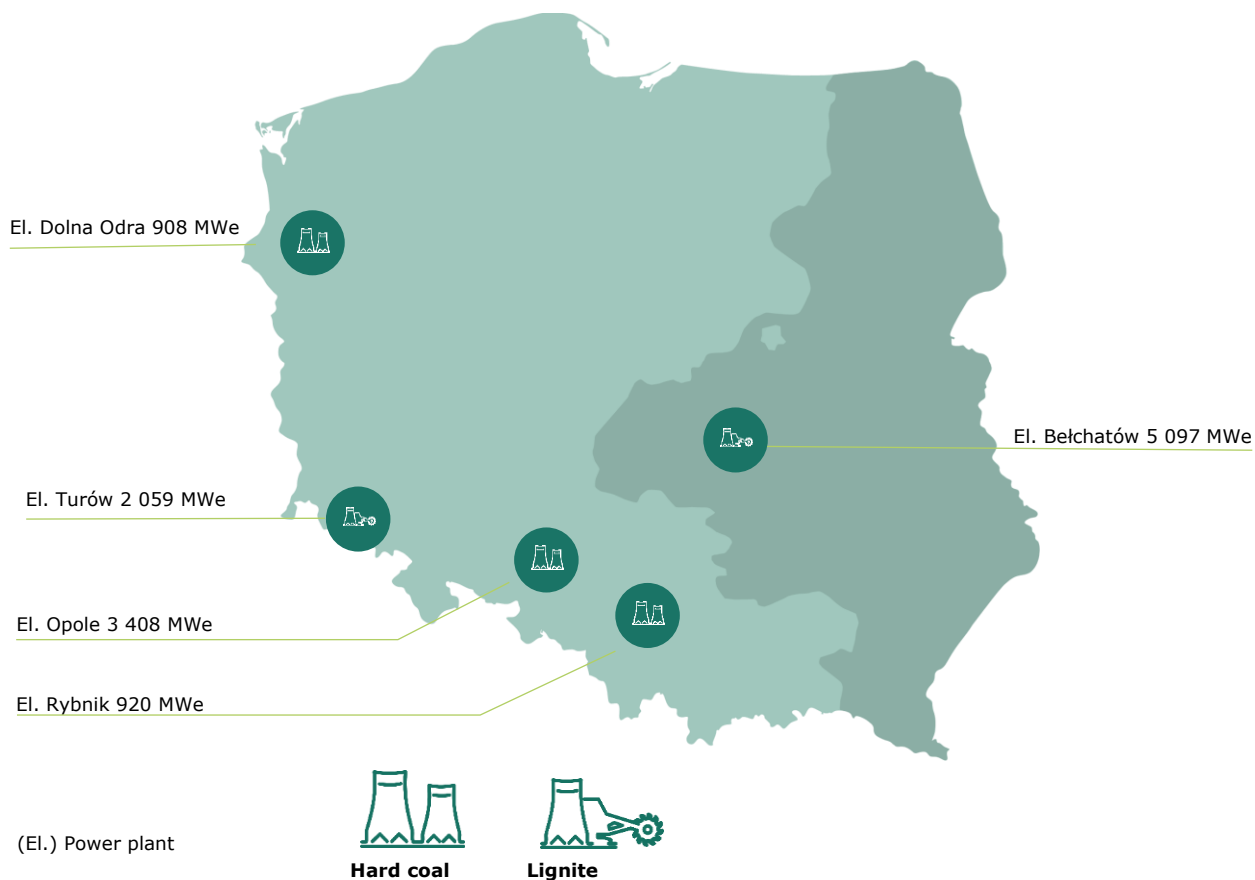 El. Dolna Odra 908 MWe
El. Bełchatów 5 097 MWe
El. Turów 2 059 MWe
El. Opole 3 408 MWe
El. Rybnik 920 MWe
(El.) Power plant
Hard coal
Lignite